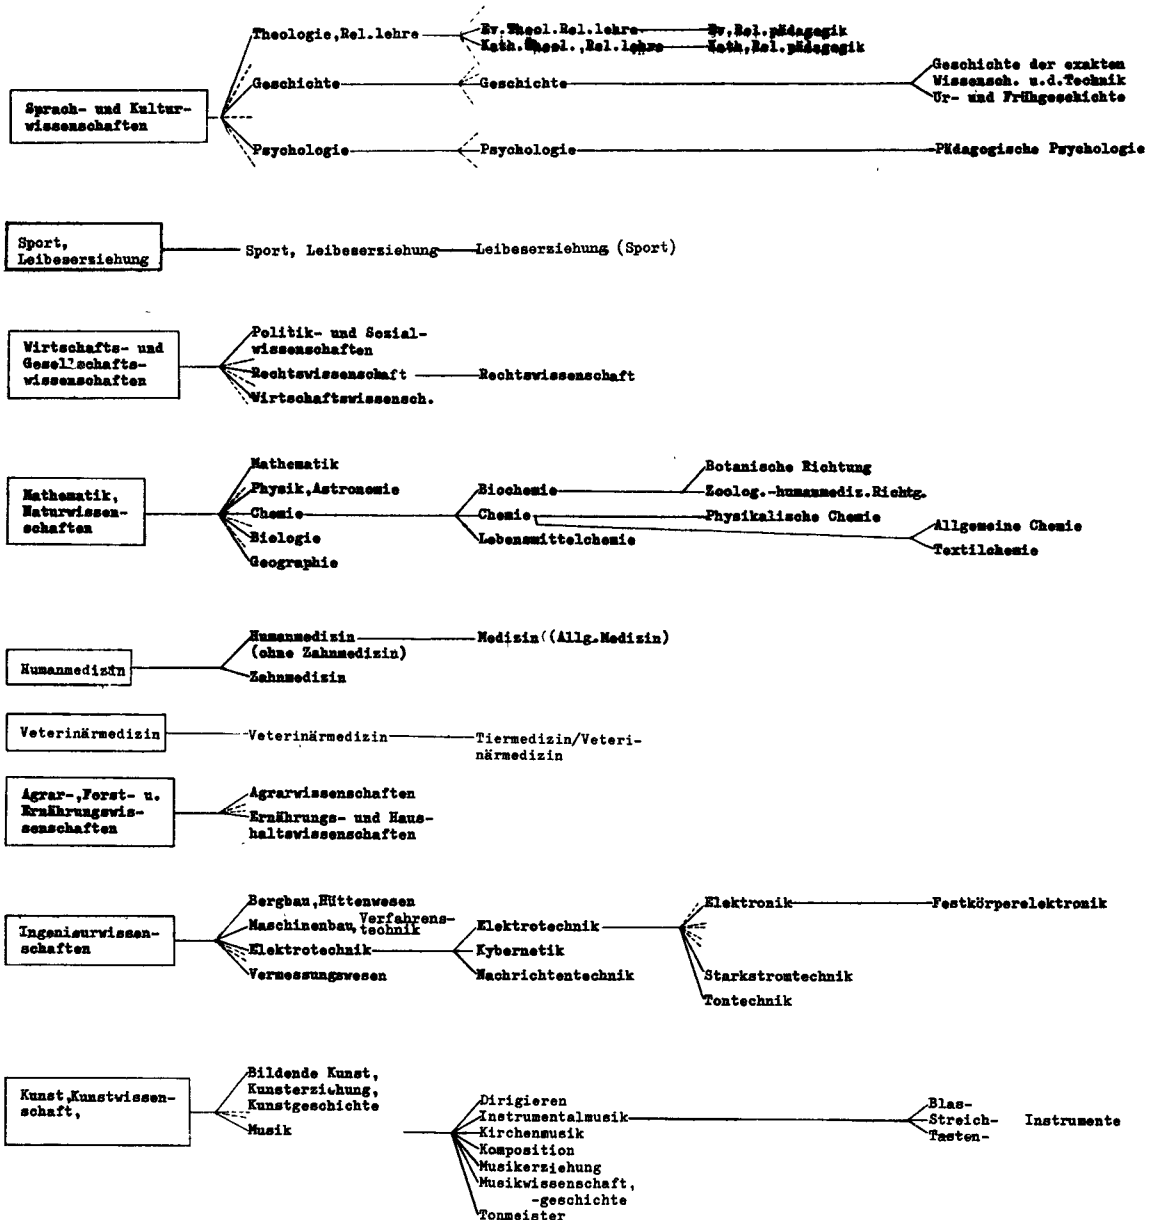 Sprach- und Kultur-
wissenschaften
Theologie,Rel.lehre
Ev.Theol.Rel.lehre
Ev.Rel.pädagogik
Kath.Theol.,Rel.lehre
Kath.Rel.pädagogik
Geschichte
Geschichte
Geschichte der exakten
Wissensch. u.d.Technik
Ur- und Frühgeschichte
Psychologie
Psychologie
Pädagogische Psychologie
Sport,
Leibeserziehung
Sport, Leibeserziehung
Leibeserziehung (Sport)
Wirtschafts- und
Gesellschafts-
wissenschaften
Politik- und Sozial-
wissenschaften
Rechtswissenschaft
Rechtswissenschaft
Wirtschaftswissensch.
Mathematik,
Naturwissen-
schaften
Mathematik
Physik,Astronomie
Chemie
Biologie
Geographie
Biochemie
Chemie
Lebensmittelchemie
Botanische Richtung
Zoolog.-humanmediz.Richtg.
Physikalische Chemie
Allgemeine Chemie
Textilchemie
Humanmedizin
Humanmedizin
(ohne Zahnmedizin)
Zahnmedizin
Medizin (Allg.Medizin)
Veterinärmedizin
Veterinärmedizin
Tiermedizin/Veteri-
närmedizin
Agrar-,Forst- u.
Ernährungswis-
senschaften
Agrarwissenschaften
Ernährungs- und Haus-
haltswissenschaften
Ingenieurwissen-
schaften
Bergbau,Hüttenwesen
Maschinenbau,Verfahrens-
technik
Elektrotechnik
Vermessungswesen
Elektrotechnik
Kybernetik
Nachrichtentechnik
Elektronik
Starkstromtechnik
Tontechnik
Festkörperelektronik
Kunst,Kunstwissen-
schaft,
Bildende Kunst,
Kunsterziehung,
Kunstgeschichte
Musik
Dirigieren
Instrumentalmusik
Kirchenmusik
Komposition
Musikerziehung
Musikwissenschaft,
-geschichte
Tonmeister
Blas-
Streich- Instrumente
Tasten-